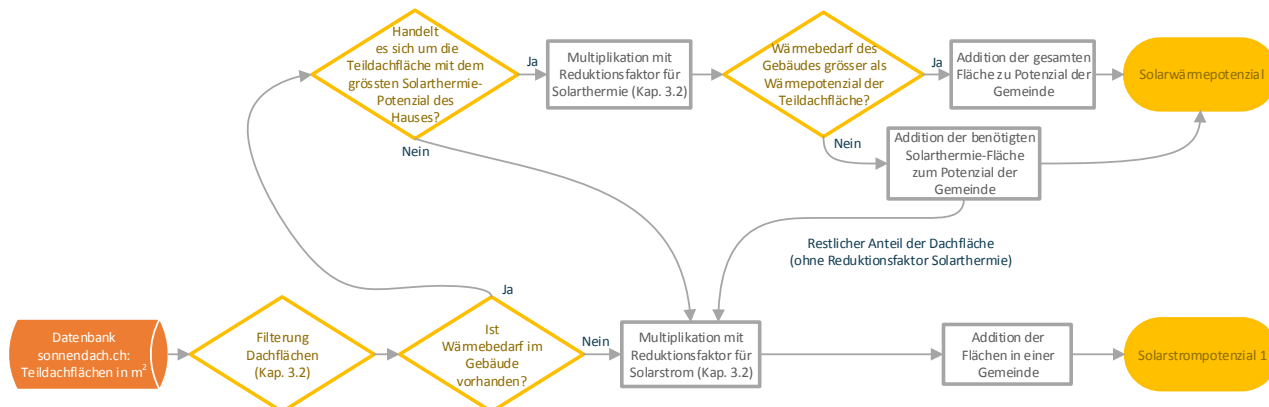 Handelt
es sich um die
Teildachfläche mit dem
grössten Solarthermie-
Potenzial des
Hauses?
Ja
Multiplikation mit
Reduktionsfaktor für
Solarthermie (Kap. 3.2)
Wärmebedarf des
Gebäudes grösser als
Wärmepotenzial der
Teildachfläche?
Ja
Addition der gesamten
Fläche zu Potenzial der
Gemeinde
Solarwärmepotenzial
Nein
Nein
Addition der benötigten
Solarthermie-Fläche
zum Potenzial der
Gemeinde
Restlicher Anteil der Dachfläche
(ohne Reduktionsfaktor Solarthermie)
Datenbank
sonnendach.ch:
Teildachflächen in m²
Filterung
Dachflächen
(Kap. 3.2)
Ja
Ist
Wärmebedarf im
Gebäude
vorhanden?
Nein
Multiplikation mit
Reduktionsfaktor für
Solarstrom (Kap. 3.2)
Addition der
Flächen in einer
Gemeinde
Solarstrompotenzial 1